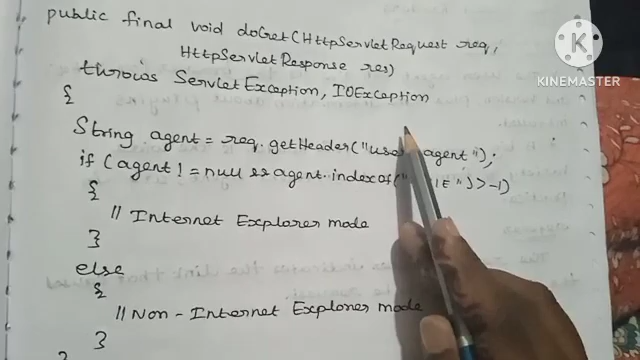 public final void doGet(HttpServletRequest req,
HttpServletResponse res)
throws ServletException, IOException
{
String agent = req.getHeader("use agent");
if (agent != null && agent.indexOf(" IE")>-1)
{
// Internet Explorer mode
}
else
{
// Non - Internet Explorer mode
}
}
KINEMASTER